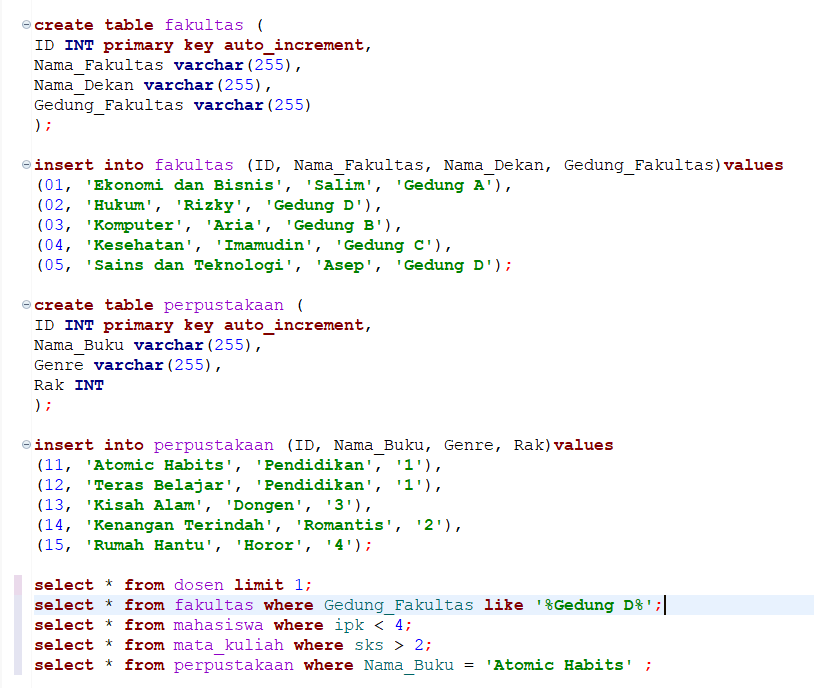 create table fakultas (
ID INT primary key auto_increment,
Nama_Fakultas varchar(255),
Nama_Dekan varchar(255),
Gedung_Fakultas varchar(255)
);
insert into fakultas (ID, Nama_Fakultas, Nama_Dekan, Gedung_Fakultas)values
(01, 'Ekonomi dan Bisnis', 'Salim', 'Gedung A'),
(02, 'Hukum', 'Rizky', 'Gedung D'),
(03, 'Komputer', 'Aria', 'Gedung B'),
(04, 'Kesehatan', 'Imamudin', 'Gedung C'),
(05, 'Sains dan Teknologi', 'Asep', 'Gedung D');
create table perpustakaan (
ID INT primary key auto_increment,
Nama_Buku varchar(255),
Genre varchar(255),
Rak INT
);
insert into perpustakaan (ID, Nama_Buku, Genre, Rak)values
(11, 'Atomic Habits', 'Pendidikan', '1'),
(12, 'Teras Belajar', 'Pendidikan', '1'),
(13, 'Kisah Alam', 'Dongen', '3'),
(14, 'Kenangan Terindah', 'Romantis', '2'),
(15, 'Rumah Hantu', 'Horor', '4');
select * from dosen limit 1;
select * from fakultas where Gedung_Fakultas like '%Gedung D%';
select * from mahasiswa where ipk < 4;
select * from mata_kuliah where sks > 2;
select * from perpustakaan where Nama_Buku = 'Atomic Habits' ;